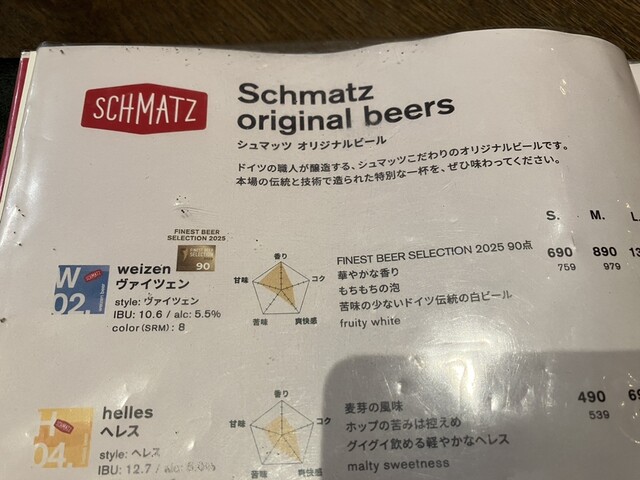 SCHMATZ
Schmatz
original beers
シュマッツ オリジナルビール
ドイツの職人が醸造する、シュマッツこだわりのオリジナルビールです。
本場の伝統と技術で造られた特別な一杯を、ぜひ味わってください。
S. M. L
FINEST BEER
SELECTION 2025
90
W
02.
weizen
ヴァイツェン
style: ヴァイツェン
IBU: 10.6 / alc: 5.5%
color (SRM) : 8
香り
甘味
コク
苦味
爽快感
FINEST BEER SELECTION 2025 90点
華やかな香り
もちもちの泡
苦味の少ないドイツ伝統の白ビール
fruity white
690 890 13
759 979
H
04.
helles
ヘレス
style: ヘレス
IBU: 12.7 / alc: 5.0%
香り
甘味
コク
苦味
爽快感
麦芽の風味
ホップの苦みは控えめ
グイグイ飲める軽やかなヘレス
malty sweetness
490 69
539